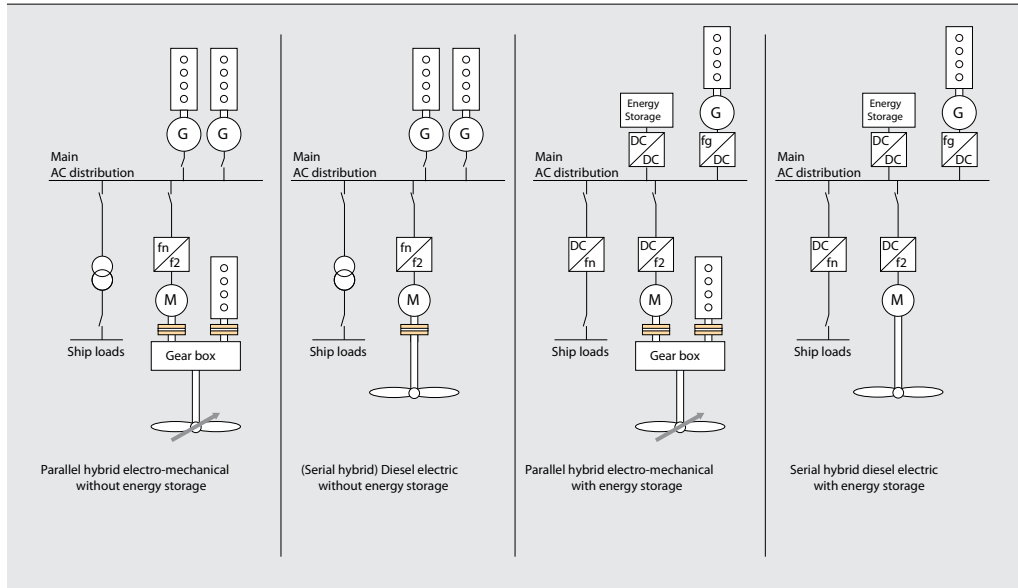 G
G
Main
AC distribution
fn
f2
M
Ship loads
Gear box
Parallel hybrid electro-mechanical
without energy storage
G
G
Main
AC distribution
fn
f2
M
Ship loads
(Serial hybrid) Diesel electric
without energy storage
Energy
Storage
G
DC
DC
fg
DC
Main
AC distribution
DC
fn
DC
f2
M
Ship loads
Gear box
Parallel hybrid electro-mechanical
with energy storage
Energy
Storage
G
DC
DC
fg
DC
Main
AC distribution
DC
fn
DC
f2
M
Ship loads
Serial hybrid diesel electric
with energy storage